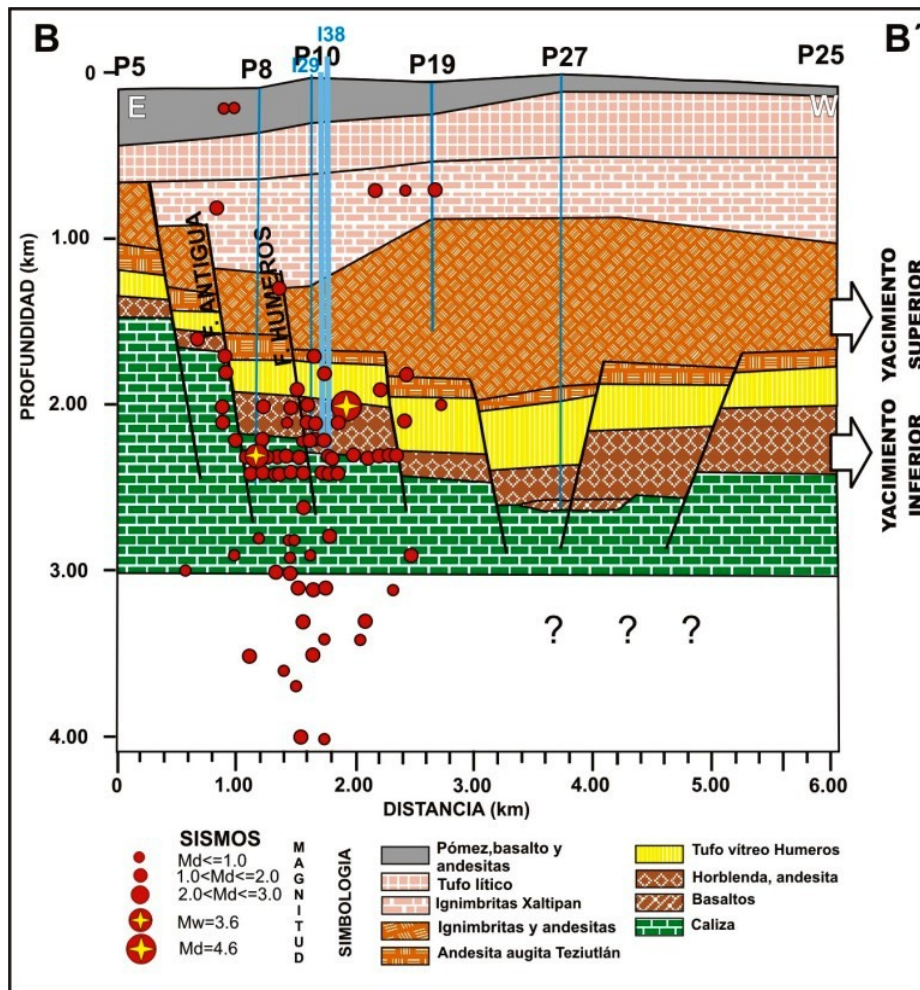 B
B´
I38
I29
P5
P8
P10
P19
P27
P25
E
W
0
1.00
2.00
3.00
4.00
PROFUNDIDAD (km)
F. ANTIGUA
F. HUMEROS
YACIMIENTO
SUPERIOR
YACIMIENTO
INFERIOR
? ? ?
0 1.00 2.00 3.00 4.00 5.00 6.00
DISTANCIA (km)
SISMOS
Md<=1.0
1.0<Md<=2.0
2.0<Md<=3.0
Mw=3.6
Md=4.6
MAGNITUD
SIMBOLOGIA
Pómez,basalto y
andesitas
Tufo lítico
Ignimbritas Xaltipan
Ignimbritas y andesitas
Andesita augita Teziutlán
Tufo vítreo Humeros
Horblenda, andesita
Basaltos
Caliza